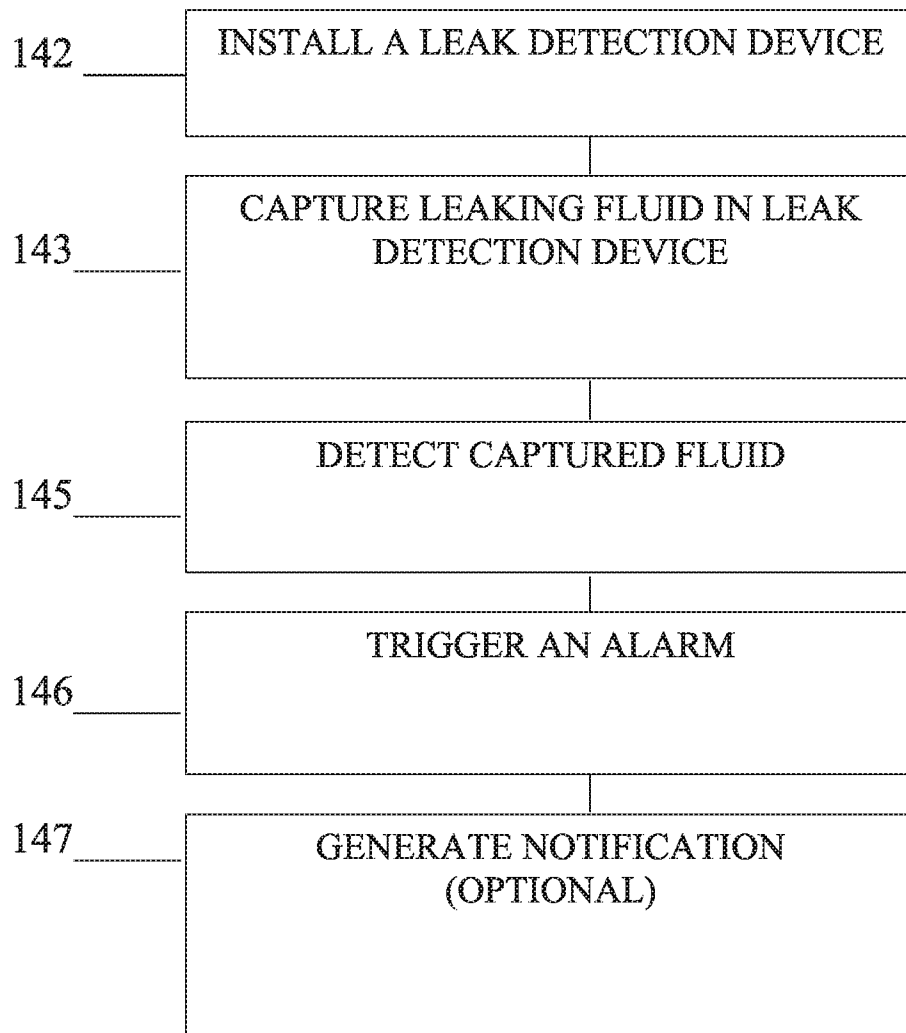 142
INSTALL A LEAK DETECTION DEVICE
143
CAPTURE LEAKING FLUID IN LEAK
DETECTION DEVICE
145
DETECT CAPTURED FLUID
146
TRIGGER AN ALARM
147
GENERATE NOTIFICATION
(OPTIONAL)